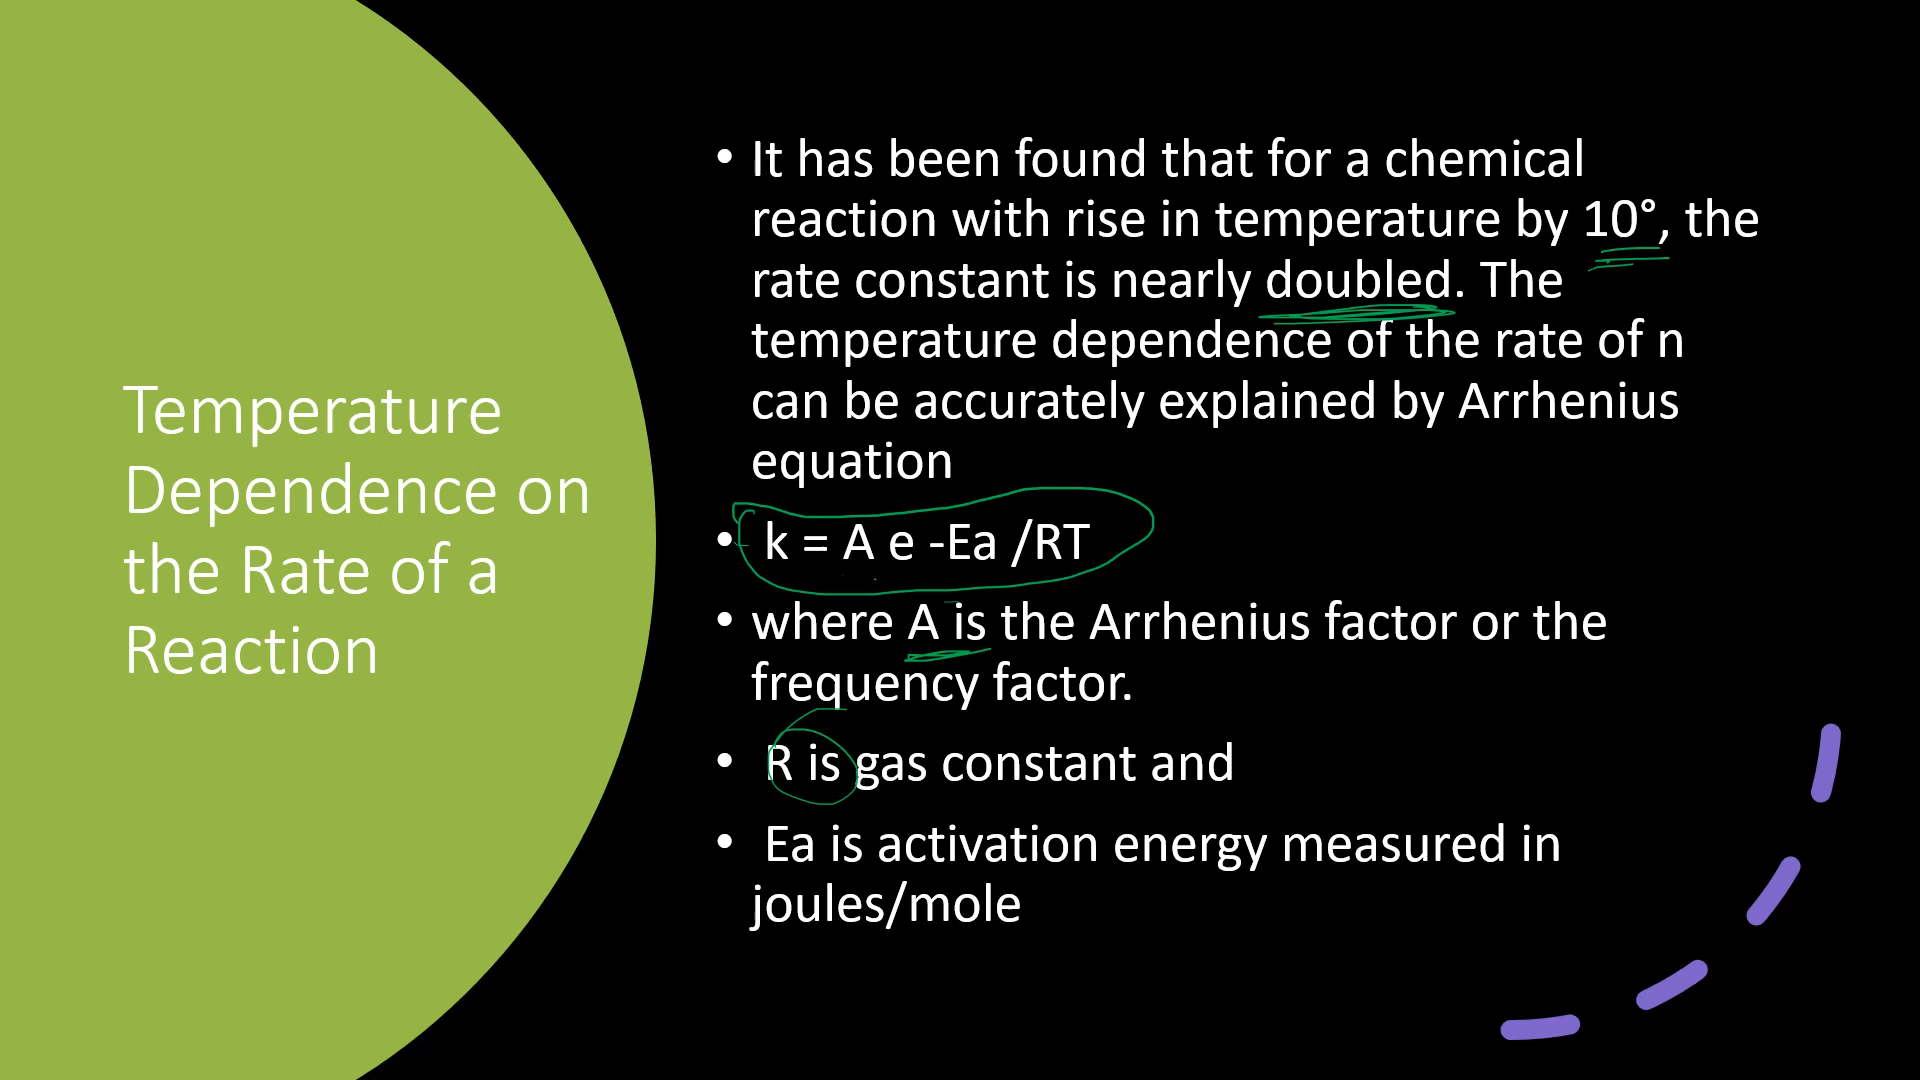 Temperature
Dependence on
the Rate of a
Reaction
• It has been found that for a chemical
reaction with rise in temperature by 10°, the
rate constant is nearly doubled. The
temperature dependence of the rate of n
can be accurately explained by Arrhenius
equation
• k = A e -Ea /RT
• where A is the Arrhenius factor or the
frequency factor.
• R is gas constant and
• Ea is activation energy measured in
joules/mole